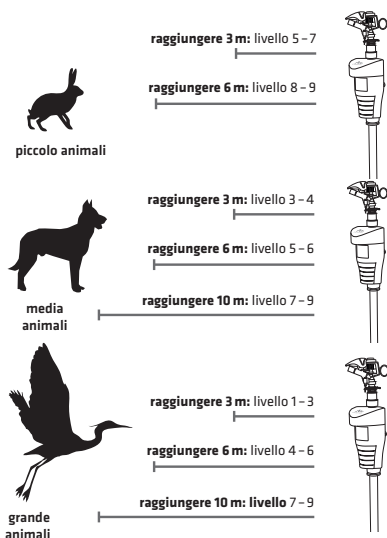 raggiungere 3 m: livello 5 – 7
raggiungere 6 m: livello 8 – 9
piccolo animali
raggiungere 3 m: livello 3 – 4
raggiungere 6 m: livello 5 – 6
raggiungere 10 m: livello 7 – 9
media
animali
raggiungere 3 m: livello 1 – 3
raggiungere 6 m: livello 4 – 6
raggiungere 10 m: livello 7 – 9
grande
animali